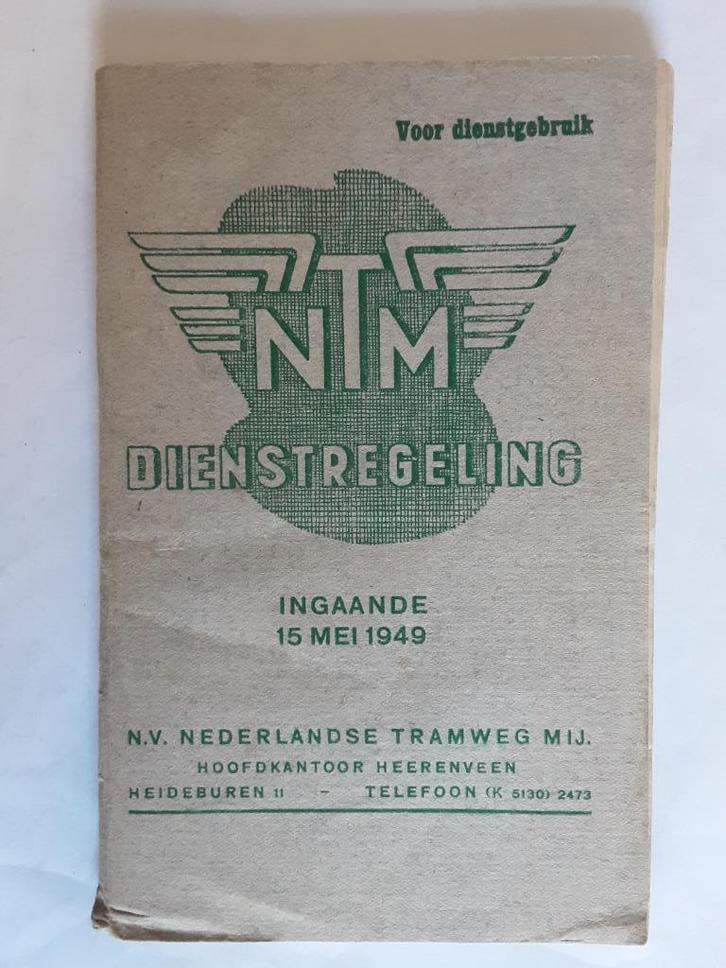 Voor dienstgebruik
NTM
DIENSTREGELING
INGAANDE
15 MEI 1949
N.V. NEDERLANDSE TRAMWEG MIJ.
HOOFDKANTOOR HEERENVEEN
HEIDEBUREN 11 – TELEFOON (K 5130) 2473